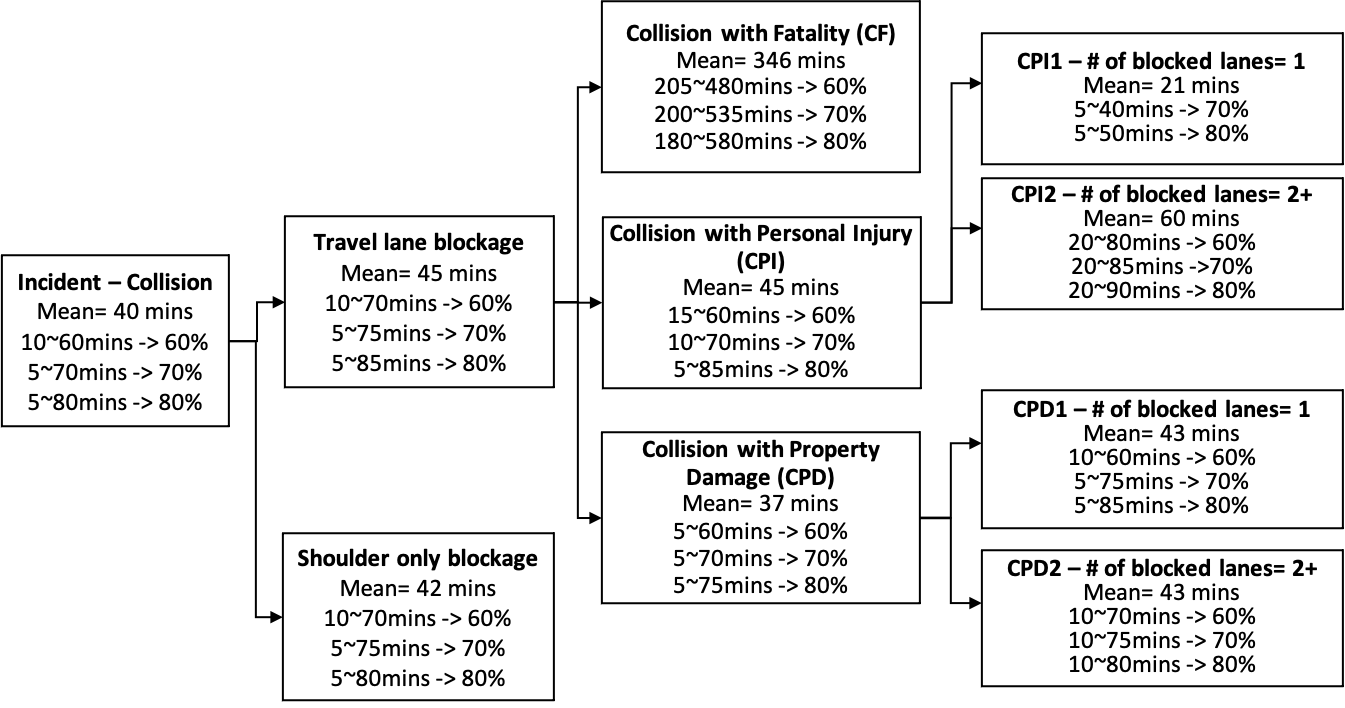 Incident – Collision
Mean= 40 mins
10~60mins -> 60%
5~70mins -> 70%
5~80mins -> 80%
Travel lane blockage
Mean= 45 mins
10~70mins -> 60%
5~75mins -> 70%
5~85mins -> 80%
Shoulder only blockage
Mean= 42 mins
10~70mins -> 60%
5~75mins -> 70%
5~80mins -> 80%
Collision with Fatality (CF)
Mean= 346 mins
205~480mins -> 60%
200~535mins -> 70%
180~580mins -> 80%
Collision with Personal Injury
(CPI)
Mean= 45 mins
15~60mins -> 60%
10~70mins -> 70%
5~85mins -> 80%
Collision with Property
Damage (CPD)
Mean= 37 mins
5~60mins -> 60%
5~70mins -> 70%
5~75mins -> 80%
CPI1 – # of blocked lanes= 1
Mean= 21 mins
5~40mins -> 70%
5~50mins -> 80%
CPI2 – # of blocked lanes= 2+
Mean= 60 mins
20~80mins -> 60%
20~85mins ->70%
20~90mins -> 80%
CPD1 – # of blocked lanes= 1
Mean= 43 mins
10~60mins -> 60%
5~75mins -> 70%
5~85mins -> 80%
CPD2 – # of blocked lanes= 2+
Mean= 43 mins
10~70mins -> 60%
10~75mins -> 70%
10~80mins -> 80%